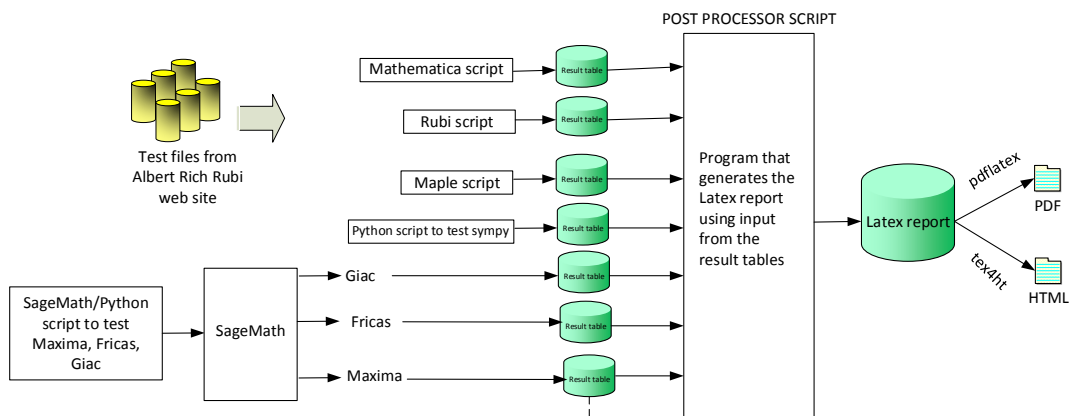 POST PROCESSOR SCRIPT
Mathematica script
Result table
Rubi script
Result table
Test files from
Albert Rich Rubi
web site
Maple script
Result table
Python script to test sympy
Result table
Giac
Result table
SageMath/Python
script to test
Maxima, Fricas,
Giac
SageMath
Fricas
Result table
Maxima
Result table
Program that
generates the
Latex report
using input
from the
result tables
Latex report
pdflatex
PDF
tex4ht
HTML